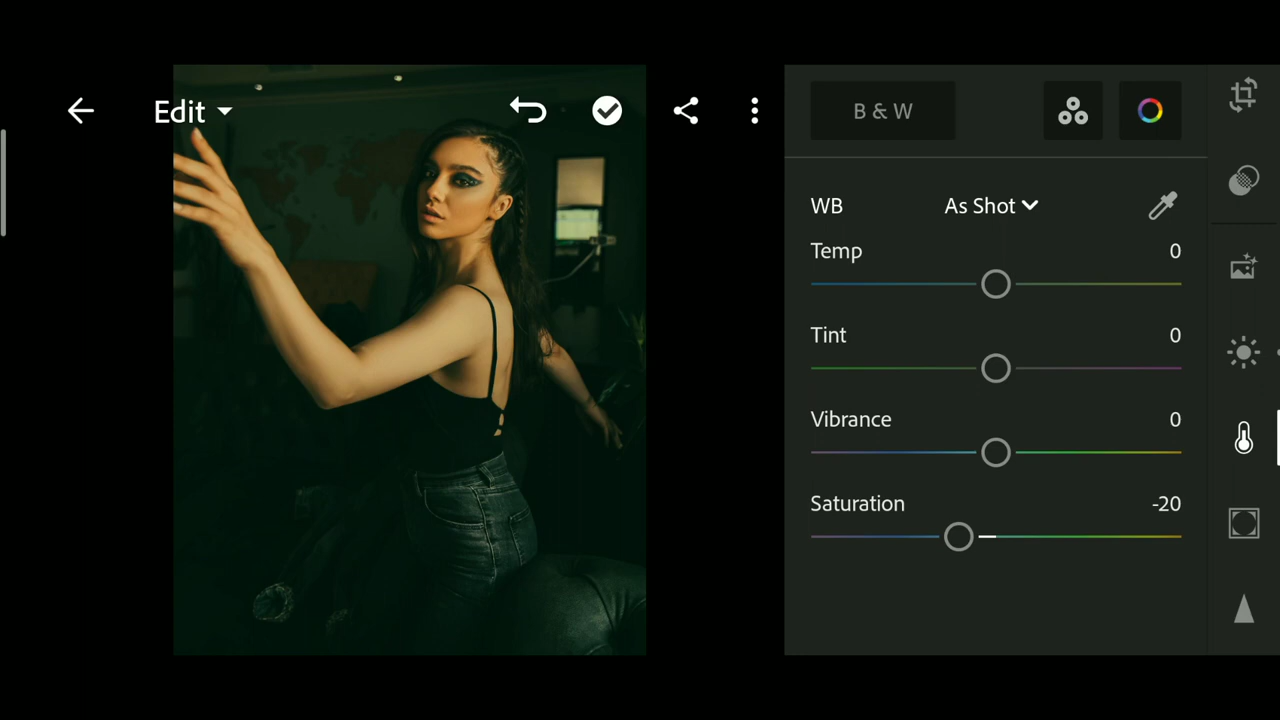 Edit
B & W
WB As Shot
Temp 0
Tint 0
Vibrance 0
Saturation -20